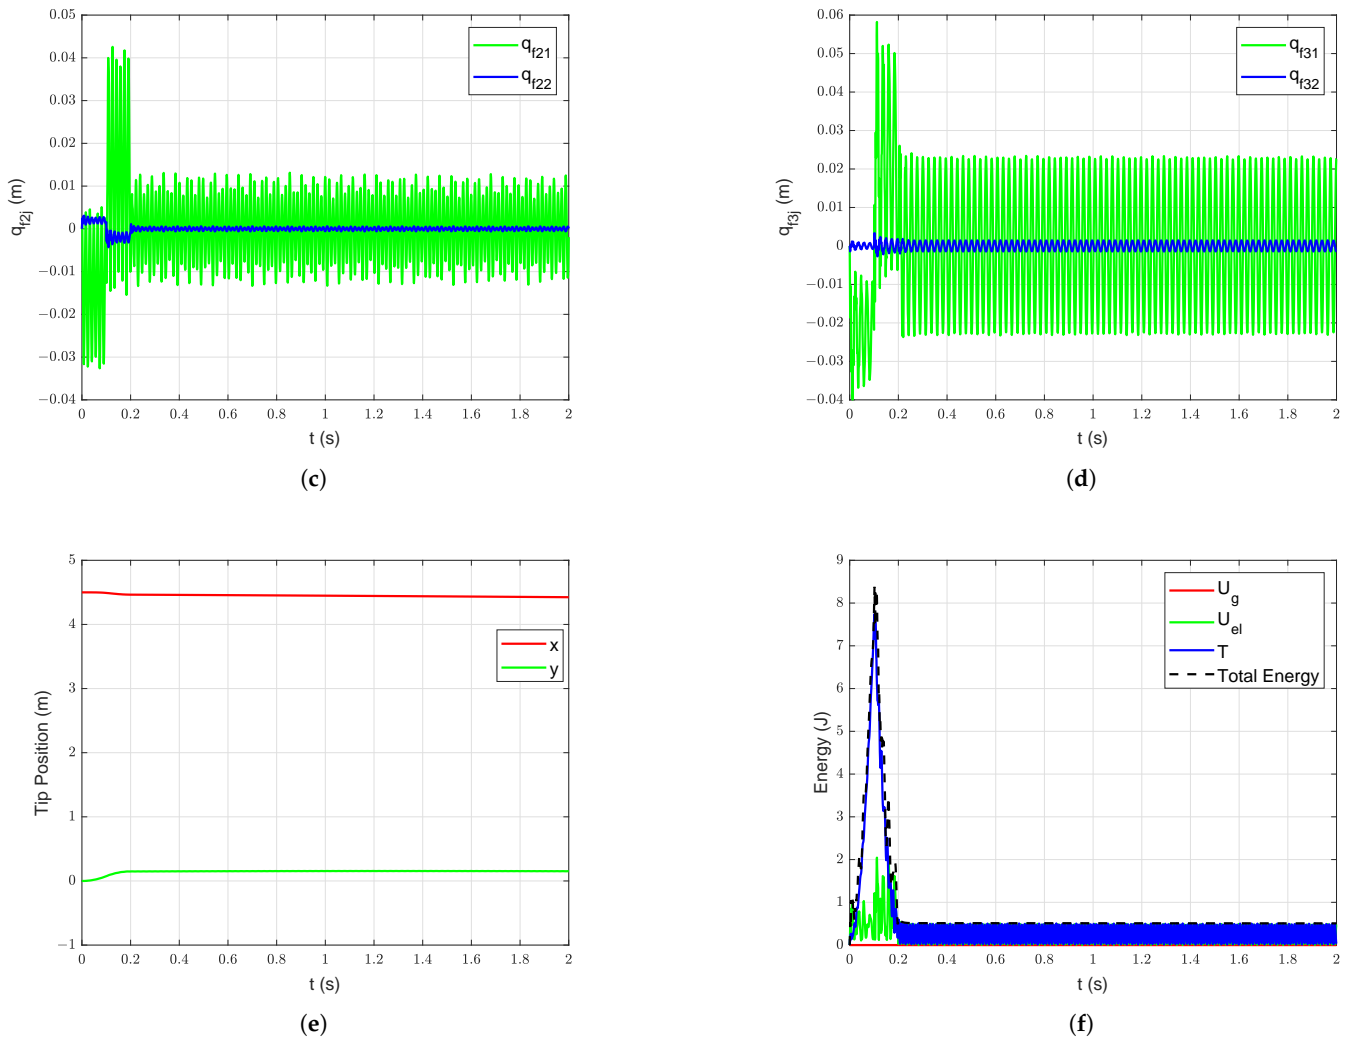 0.05
0.04
0.03
0.02
0.01
0
−0.01
−0.02
−0.03
−0.04
q_f2j (m)
q_f21
q_f22
0 0.2 0.4 0.6 0.8 1 1.2 1.4 1.6 1.8 2
t (s)
(c)
0.06
0.05
0.04
0.03
0.02
0.01
0
−0.01
−0.02
−0.03
−0.04
q_f3j (m)
q_f31
q_f32
0 0.2 0.4 0.6 0.8 1 1.2 1.4 1.6 1.8 2
t (s)
(d)
5
4
3
2
1
0
−1
Tip Position (m)
x
y
0 0.2 0.4 0.6 0.8 1 1.2 1.4 1.6 1.8 2
t (s)
(e)
9
8
7
6
5
4
3
2
1
0
Energy (J)
U_g
U_el
T
Total Energy
0 0.2 0.4 0.6 0.8 1 1.2 1.4 1.6 1.8 2
t (s)
(f)